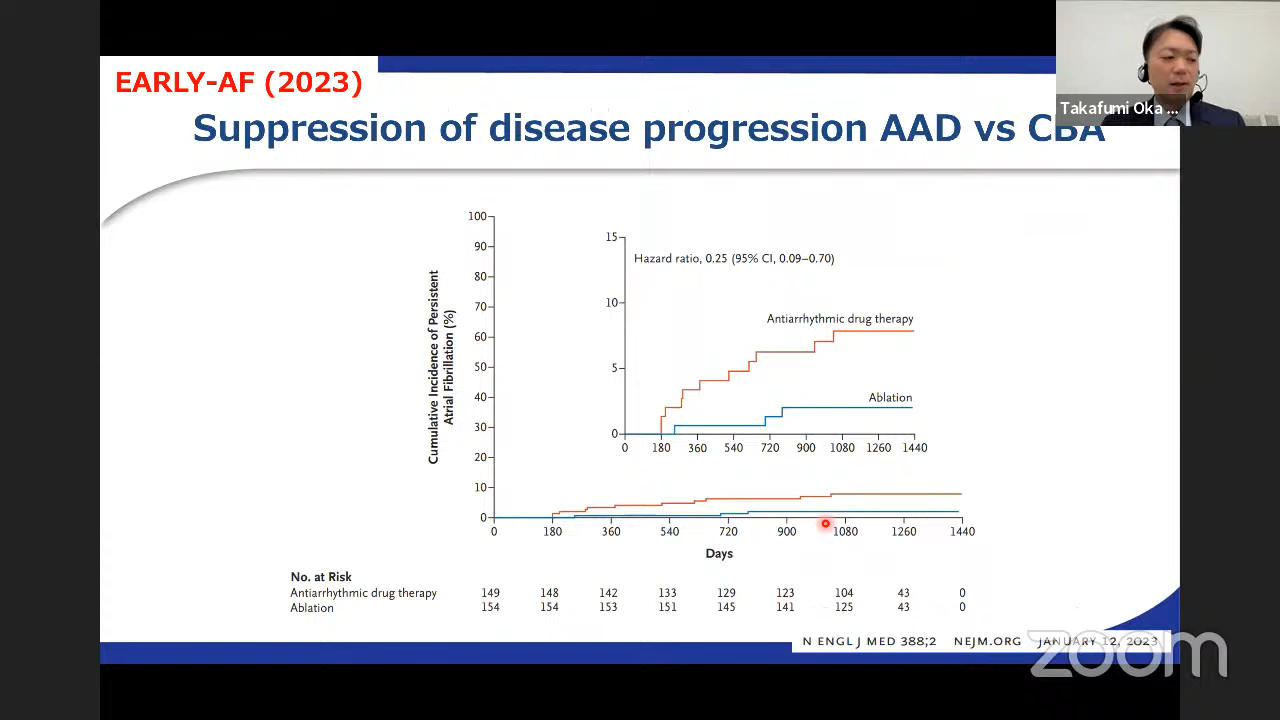 EARLY-AF (2023)
Suppression of disease progression AAD vs CBA
Takafumi Oka ...
Cumulative Incidence of Persistent
Atrial Fibrillation (%)
100
90
80
70
60
50
40
30
20
10
0
0 180 360 540 720 900 1080 1260 1440
Days
15
10
5
0
Hazard ratio, 0.25 (95% CI, 0.09–0.70)
Antiarrhythmic drug therapy
Ablation
0 180 360 540 720 900 1080 1260 1440
No. at Risk
Antiarrhythmic drug therapy 149 148 142 133 129 123 104 43 0
Ablation 154 154 153 151 145 141 125 43 0
N ENGL J MED 388;2 NEJM.ORG JANUARY 12, 2023
zoom